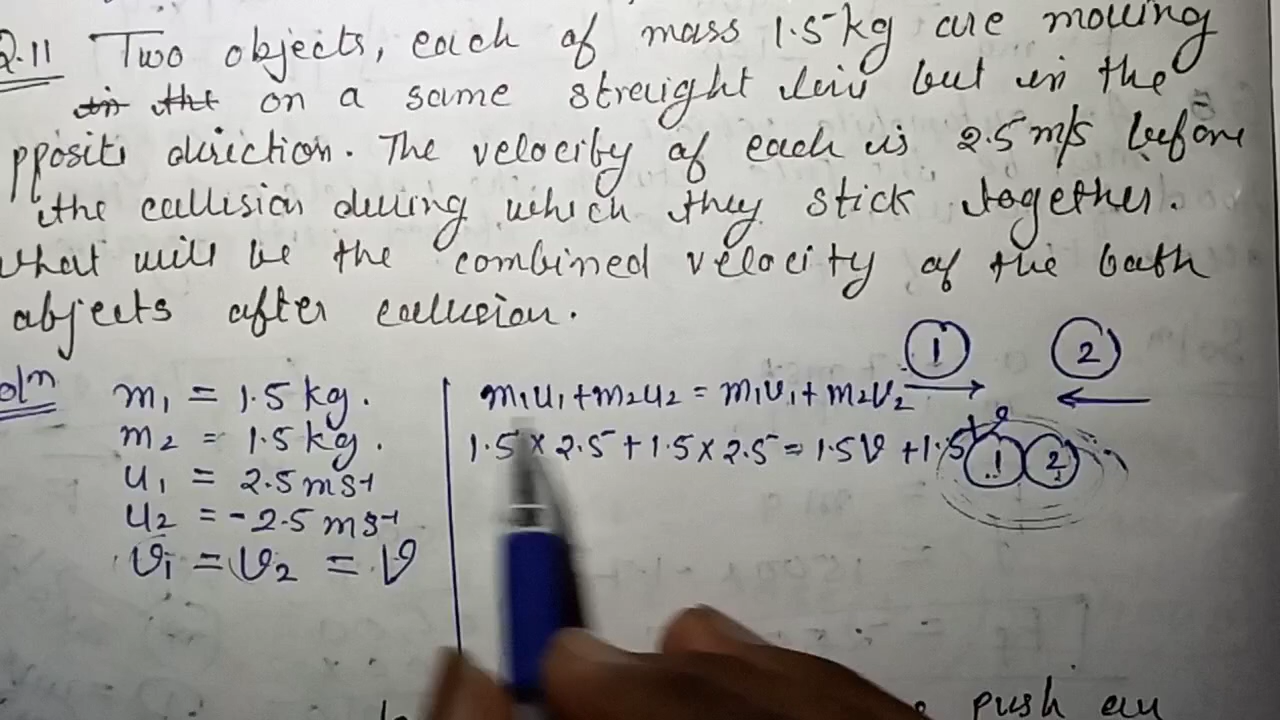 Q.11 Two objects, each of mass 1.5 kg are moving
in the on a same straight line but in the
pposite direction. The velocity of each is 2.5 m/s before
the collision during which they stick together.
what will be the combined velocity of the both
objects after collision.
① ②
oln m₁ = 1.5 kg. m₁u₁ + m₂u₂ = m₁v₁ + m₂v₂
m₂ = 1.5 kg. 1.5 × 2.5 + 1.5 × 2.5 = 1.5v + 1.5 ① ②
u₁ = 2.5 ms⁻¹
u₂ = -2.5 ms⁻¹
v₁ = v₂ = v
push an